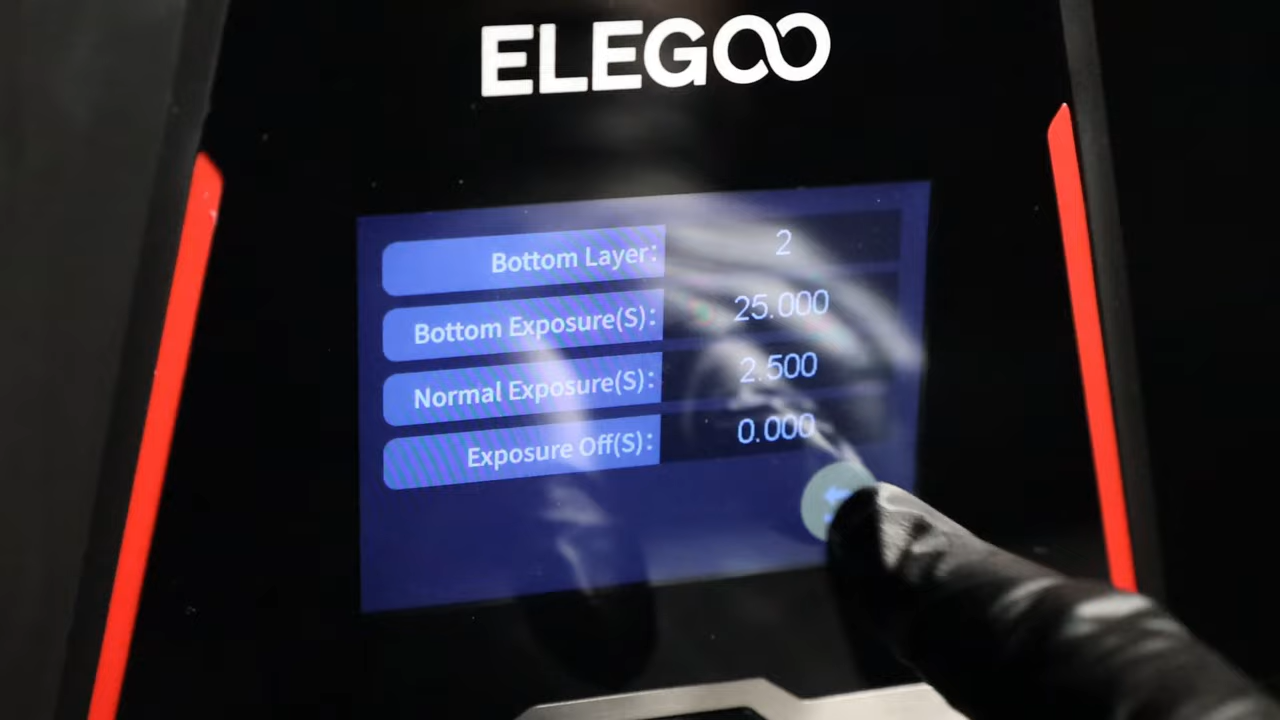 ELEGOO
Bottom Layer: 2
Bottom Exposure(S): 25.000
Normal Exposure(S): 2.500
Exposure Off(S): 0.000